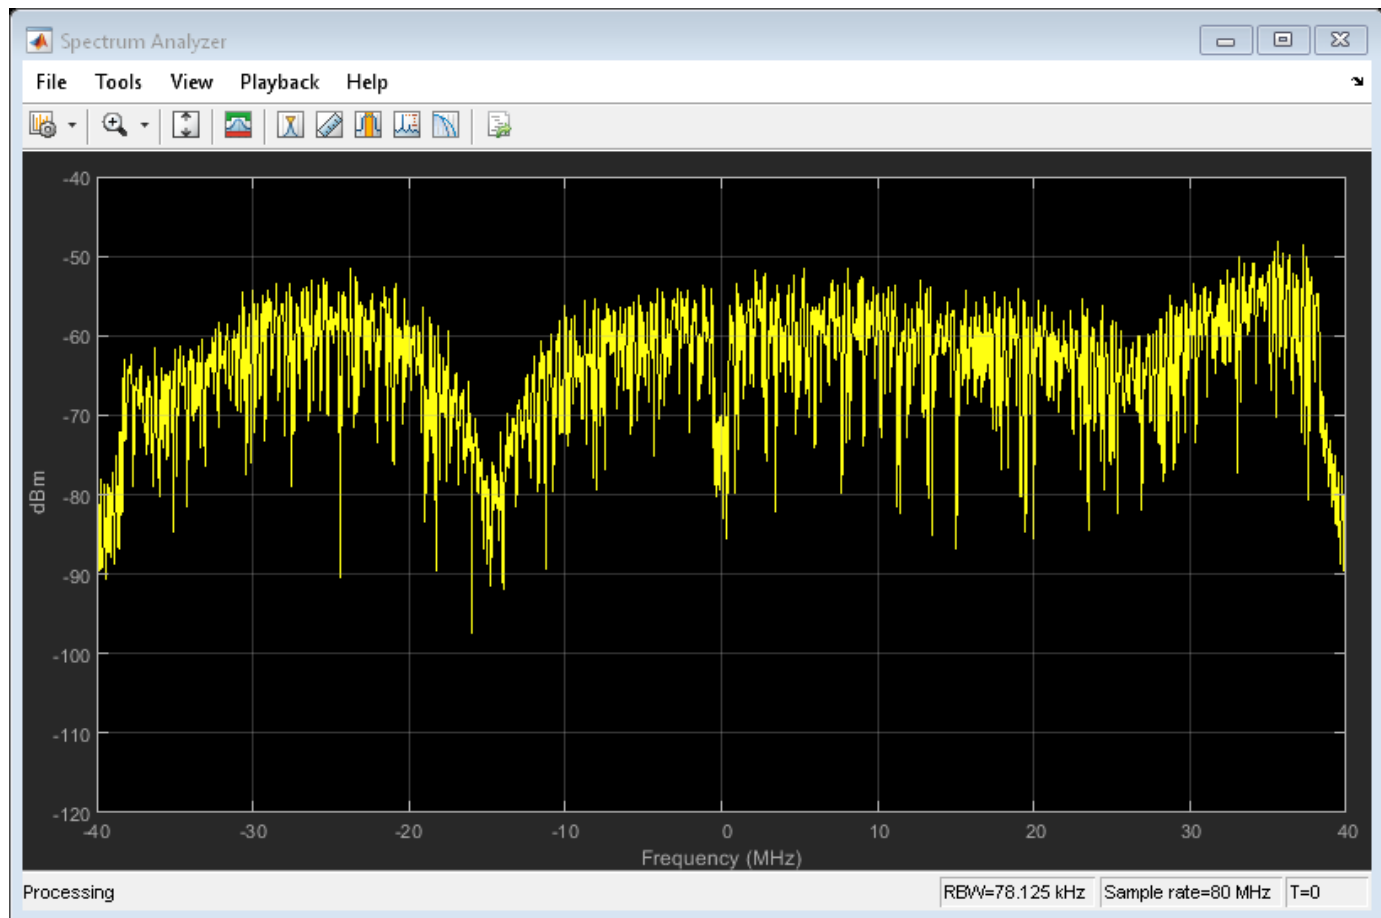 Spectrum Analyzer
File Tools View Playback Help
-40
-50
-60
-70
-80
-90
-100
-110
-120
dBm
-40 -30 -20 -10 0 10 20 30 40
Frequency (MHz)
Processing RBW=78.125 kHz Sample rate=80 MHz T=0